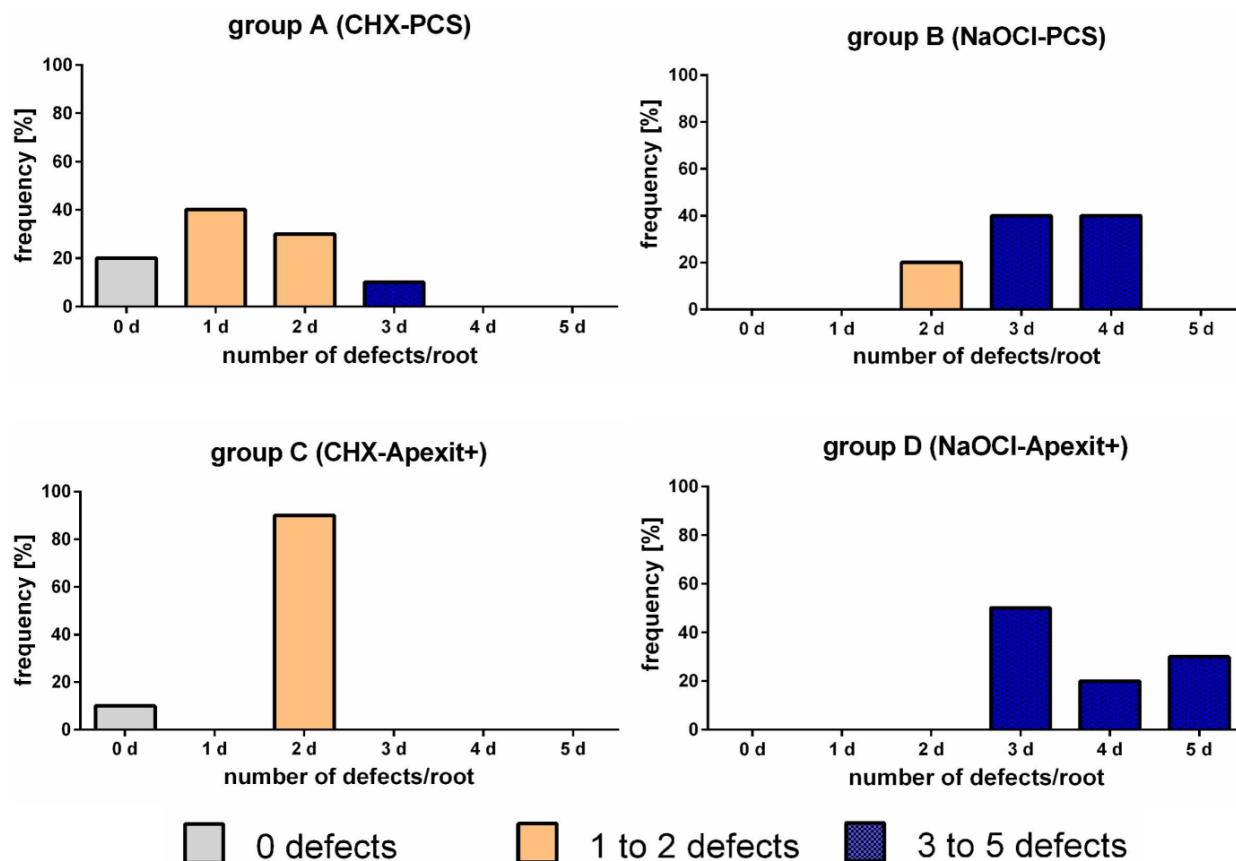 group A (CHX-PCS)
100
80
60
40
20
0
frequency [%]
0 d 1 d 2 d 3 d 4 d 5 d
number of defects/root
group B (NaOCl-PCS)
100
80
60
40
20
0
frequency [%]
0 d 1 d 2 d 3 d 4 d 5 d
number of defects/root
group C (CHX-Apexit+)
100
80
60
40
20
0
frequency [%]
0 d 1 d 2 d 3 d 4 d 5 d
number of defects/root
group D (NaOCl-Apexit+)
100
80
60
40
20
0
frequency [%]
0 d 1 d 2 d 3 d 4 d 5 d
number of defects/root
0 defects 1 to 2 defects 3 to 5 defects